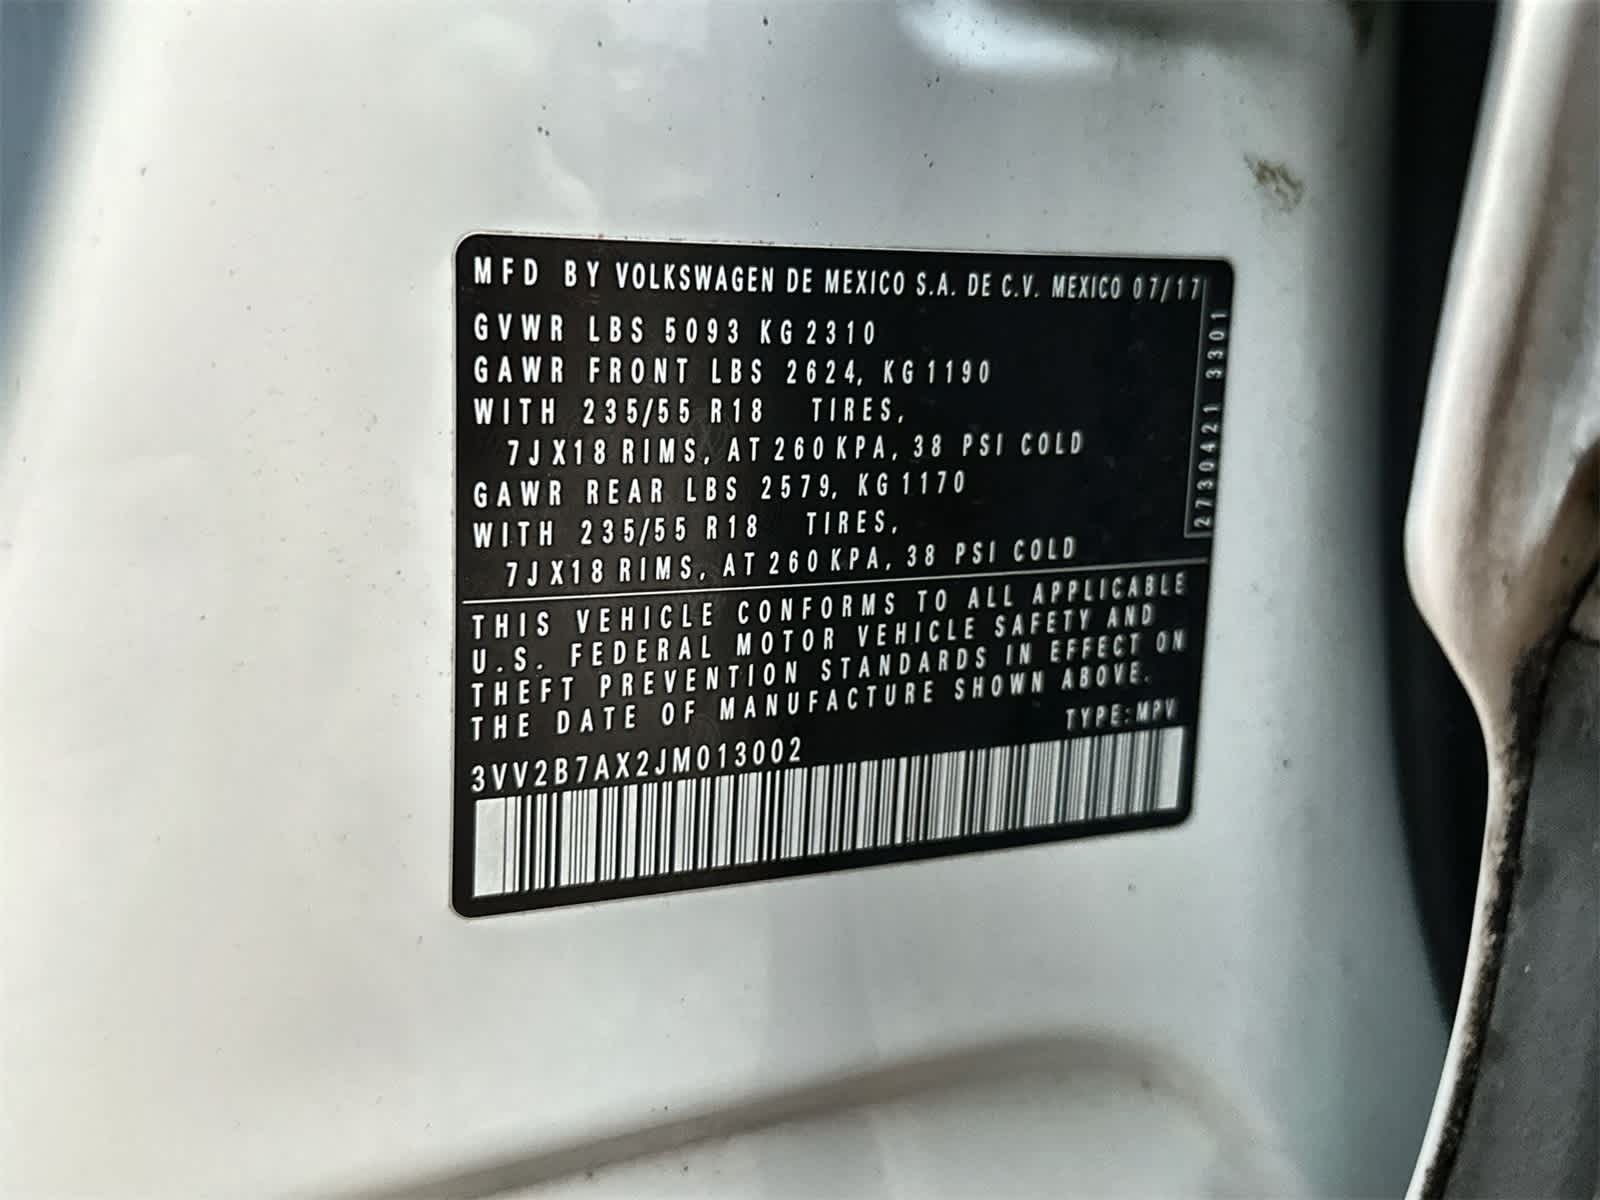 MFD BY VOLKSWAGEN DE MEXICO S.A. DE C.V. MEXICO 07/17
GVWR LBS 5093 KG 2310
GAWR FRONT LBS 2624, KG 1190
WITH 235/55 R18 TIRES,
7J X18 RIMS, AT 260 KPA, 38 PSI COLD
GAWR REAR LBS 2579, KG 1170
WITH 235/55 R18 TIRES,
7J X18 RIMS, AT 260 KPA, 38 PSI COLD
2730421 3301
THIS VEHICLE CONFORMS TO ALL APPLICABLE
U.S. FEDERAL MOTOR VEHICLE SAFETY AND
THEFT PREVENTION STANDARDS IN EFFECT ON
THE DATE OF MANUFACTURE SHOWN ABOVE.
TYPE:MPV
3VV2B7AX2JM013002